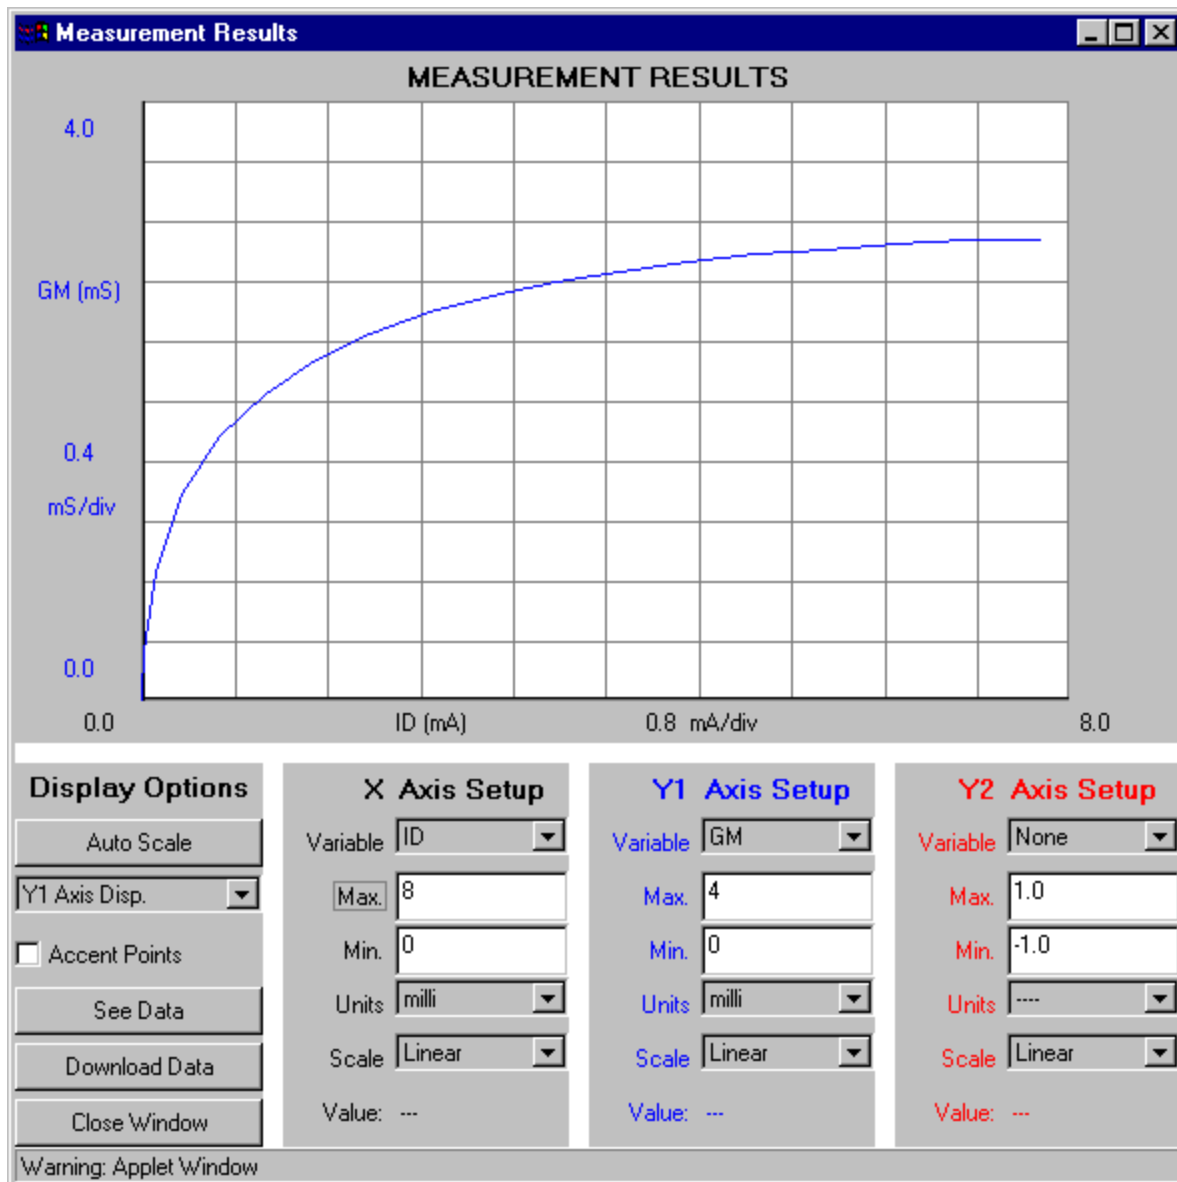 Measurement Results
MEASUREMENT RESULTS
4.0
GM (mS)
0.4
mS/div
0.0
0.0 ID (mA) 0.8 mA/div 8.0
Display Options
Auto Scale
Y1 Axis Disp.
Accent Points
See Data
Download Data
Close Window
X Axis Setup
Variable ID
Max. 8
Min. 0
Units milli
Scale Linear
Value: ---
Y1 Axis Setup
Variable GM
Max. 4
Min. 0
Units milli
Scale Linear
Value: ---
Y2 Axis Setup
Variable None
Max. 1.0
Min. -1.0
Units ----
Scale Linear
Value: ---
Warning: Applet Window